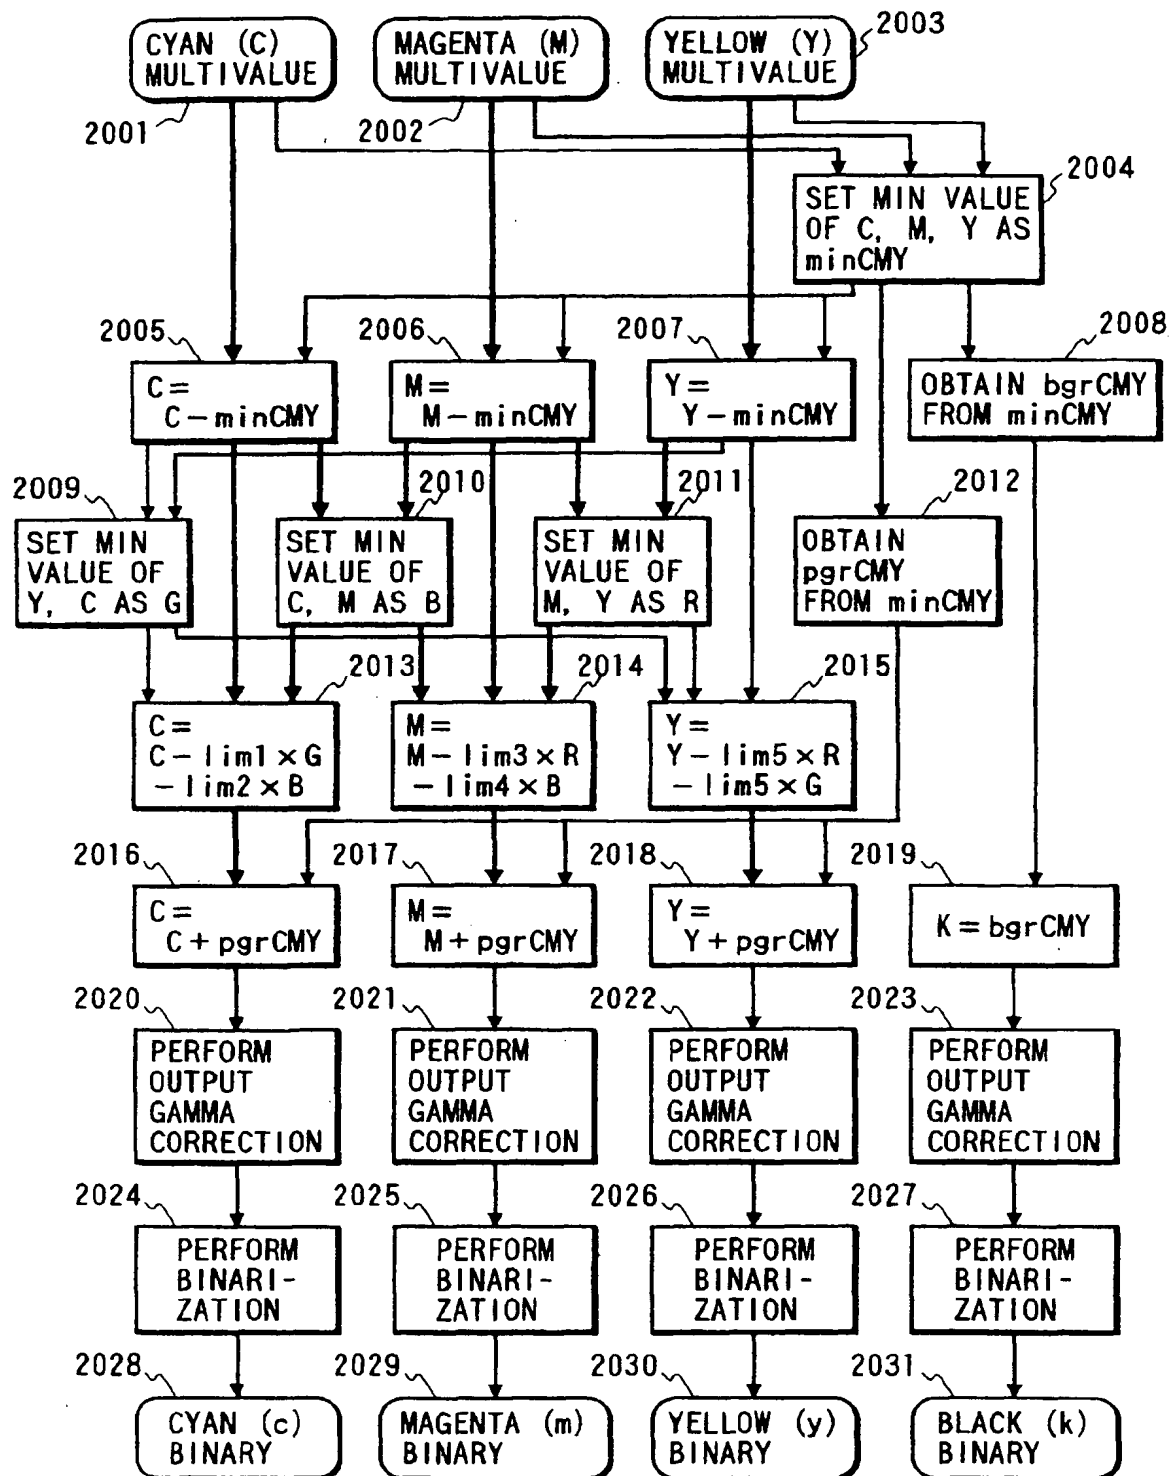 CYAN (C)
MULTIVALUE
MAGENTA (M)
MULTIVALUE
YELLOW (Y)
MULTIVALUE
2003
2001
2002
2004
SET MIN VALUE
OF C, M, Y AS
minCMY
2005
2006
2007
2008
C=
C-minCMY
M=
M-minCMY
Y=
Y-minCMY
OBTAIN bgrCMY
FROM minCMY
2009
2010
2011
2012
SET MIN
VALUE OF
Y, C AS G
SET MIN
VALUE OF
C, M AS B
SET MIN
VALUE OF
M, Y AS R
OBTAIN
pgrCMY
FROM minCMY
2013
2014
2015
C=
C-lim1×G
-lim2×B
M=
M-lim3×R
-lim4×B
Y=
Y-lim5×R
-lim5×G
2016
2017
2018
2019
C=
C+pgrCMY
M=
M+pgrCMY
Y=
Y+pgrCMY
K=bgrCMY
2020
2021
2022
2023
PERFORM
OUTPUT
GAMMA
CORRECTION
PERFORM
OUTPUT
GAMMA
CORRECTION
PERFORM
OUTPUT
GAMMA
CORRECTION
PERFORM
OUTPUT
GAMMA
CORRECTION
2024
2025
2026
2027
PERFORM
BINARI-
ZATION
PERFORM
BINARI-
ZATION
PERFORM
BINARI-
ZATION
PERFORM
BINARI-
ZATION
2028
2029
2030
2031
CYAN (c)
BINARY
MAGENTA (m)
BINARY
YELLOW (y)
BINARY
BLACK (k)
BINARY